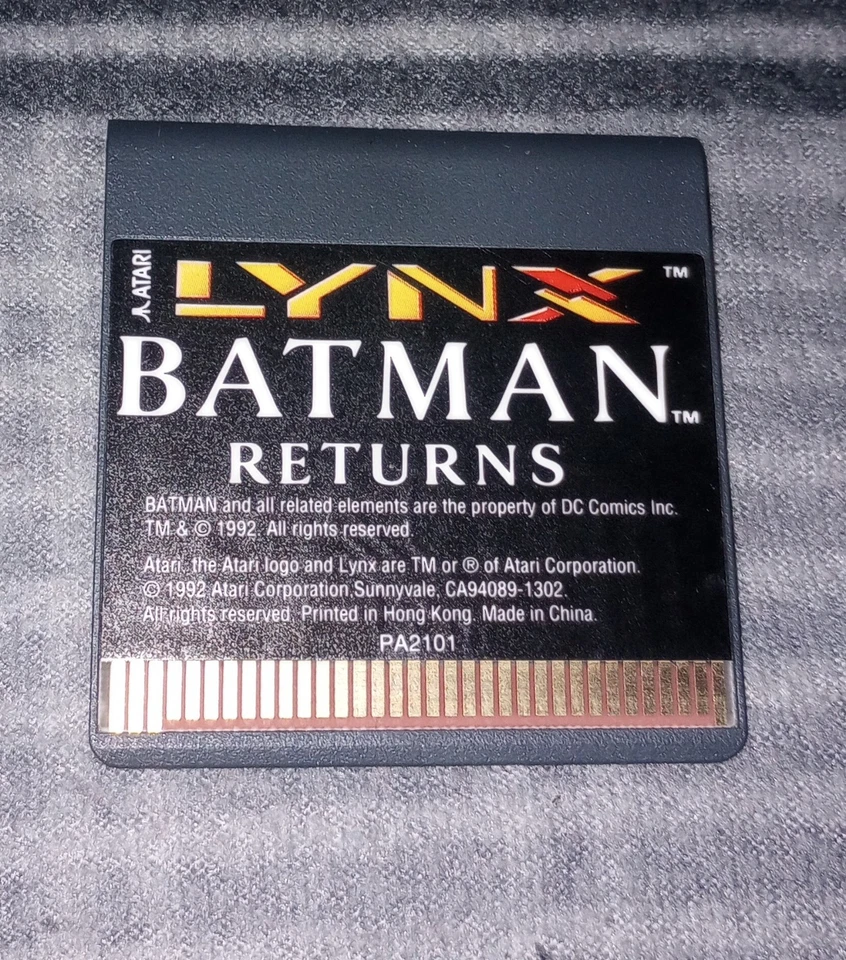 ATARI
LYNX ™
BATMAN™
RETURNS
BATMAN and all related elements are the property of DC Comics Inc.
TM & © 1992. All rights reserved.
Atari, the Atari logo and Lynx are TM or ® of Atari Corporation.
© 1992 Atari Corporation,Sunnyvale, CA94089-1302.
All rights reserved. Printed in Hong Kong. Made in China.
PA2101